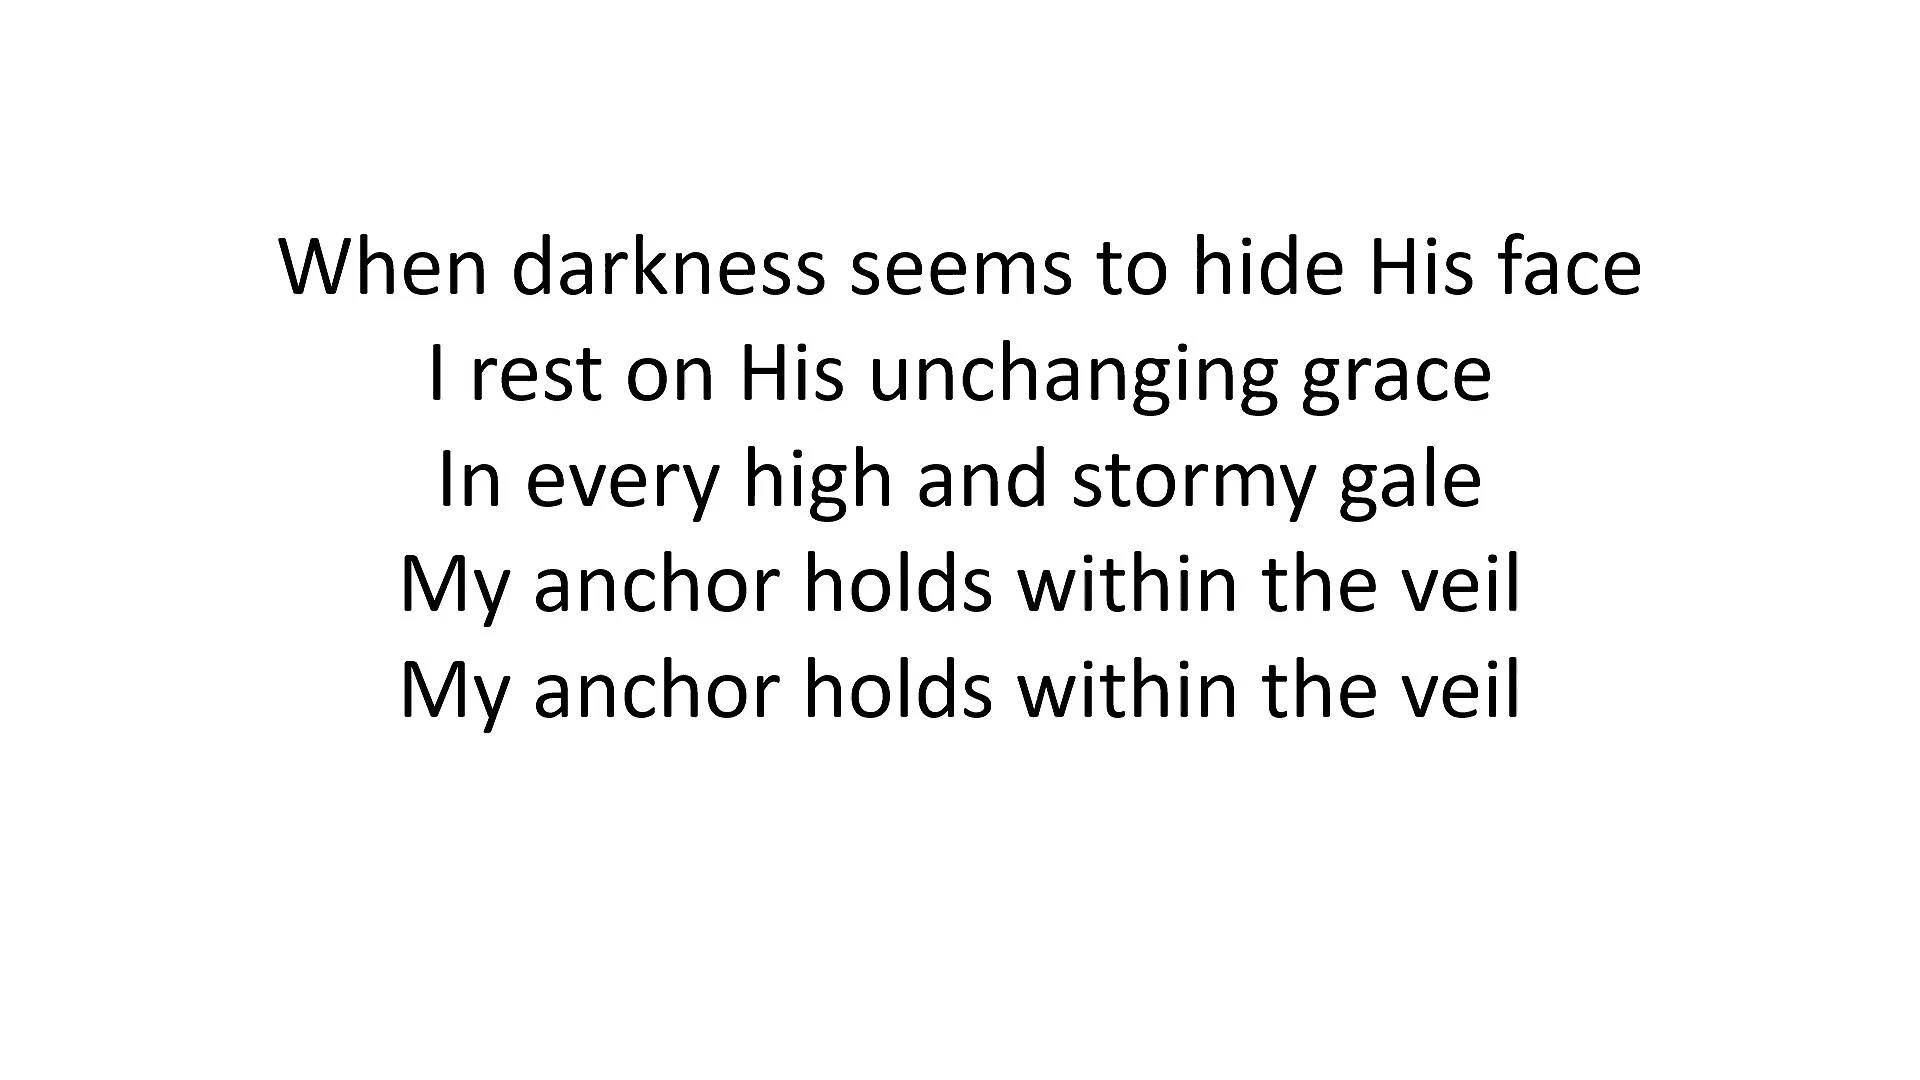 When darkness seems to hide His face
I rest on His unchanging grace
In every high and stormy gale
My anchor holds within the veil
My anchor holds within the veil